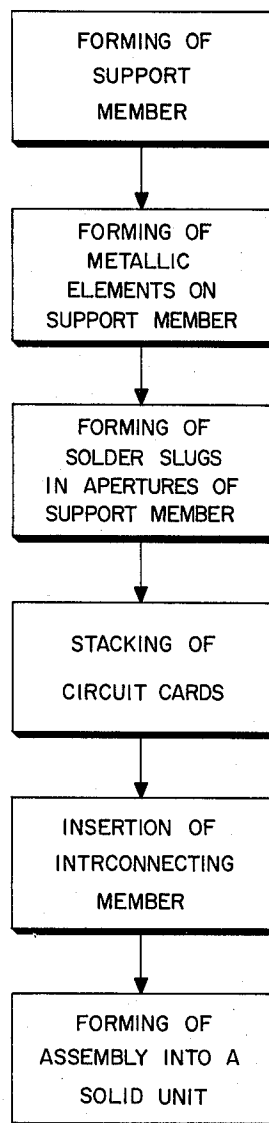 FORMING OF
SUPPORT
MEMBER
FORMING OF
METALLIC
ELEMENTS ON
SUPPORT MEMBER
FORMING OF
SOLDER SLUGS
IN APERTURES OF
SUPPORT MEMBER
STACKING OF
CIRCUIT CARDS
INSERTION OF
INTRCONNECTING
MEMBER
FORMING OF
ASSEMBLY INTO A
SOLID UNIT